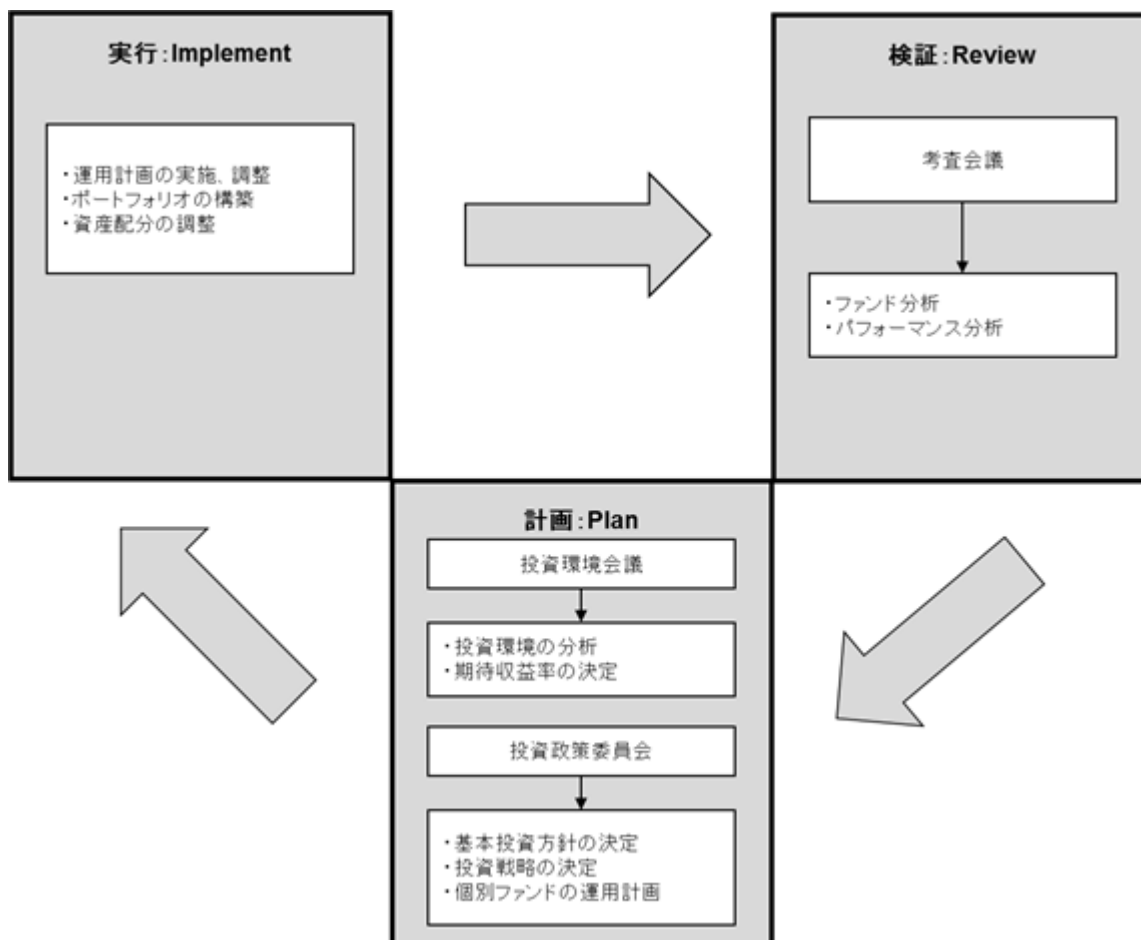 実行:Implement
・運用計画の実施、調整
・ポートフォリオの構築
・資産配分の調整
検証:Review
考査会議
・ファンド分析
・パフォーマンス分析
計画:Plan
投資環境会議
・投資環境の分析
・期待収益率の決定
投資政策委員会
・基本投資方針の決定
・投資戦略の決定
・個別ファンドの運用計画